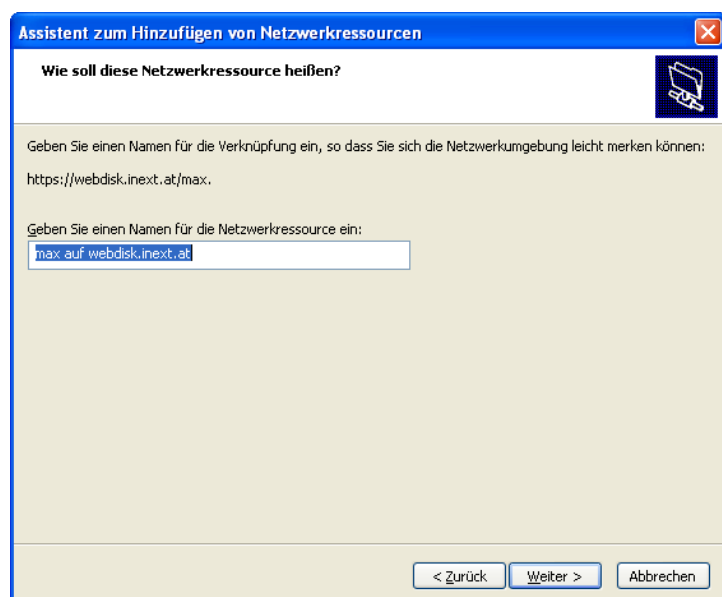 Assistent zum Hinzufügen von Netzwerkressourcen
Wie soll diese Netzwerkressource heißen?
Geben Sie einen Namen für die Verknüpfung ein, so dass Sie sich die Netzwerkumgebung leicht merken können:
https://webdisk.inext.at/max.
Geben Sie einen Namen für die Netzwerkressource ein:
max auf webdisk.inext.at
< Zurück Weiter > Abbrechen